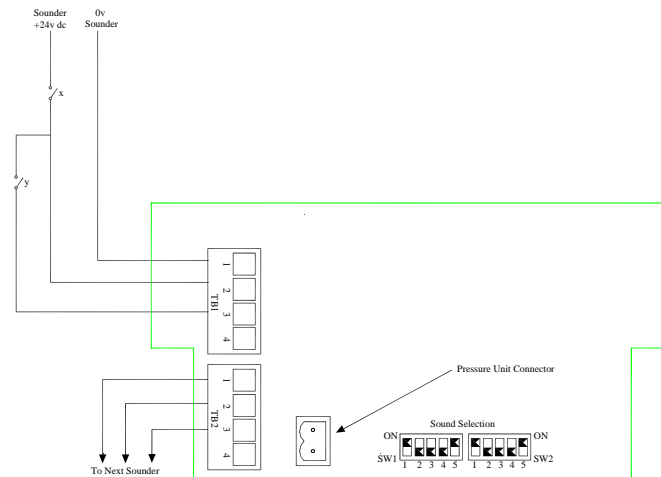 Sounder
+24v dc
0v
Sounder
x
y
TB1
1
2
3
4
TB2
1
2
3
4
To Next Sounder
Pressure Unit Connector
Sound Selection
ON
ON
SW1
1 2 3 4 5
1 2 3 4 5
SW2